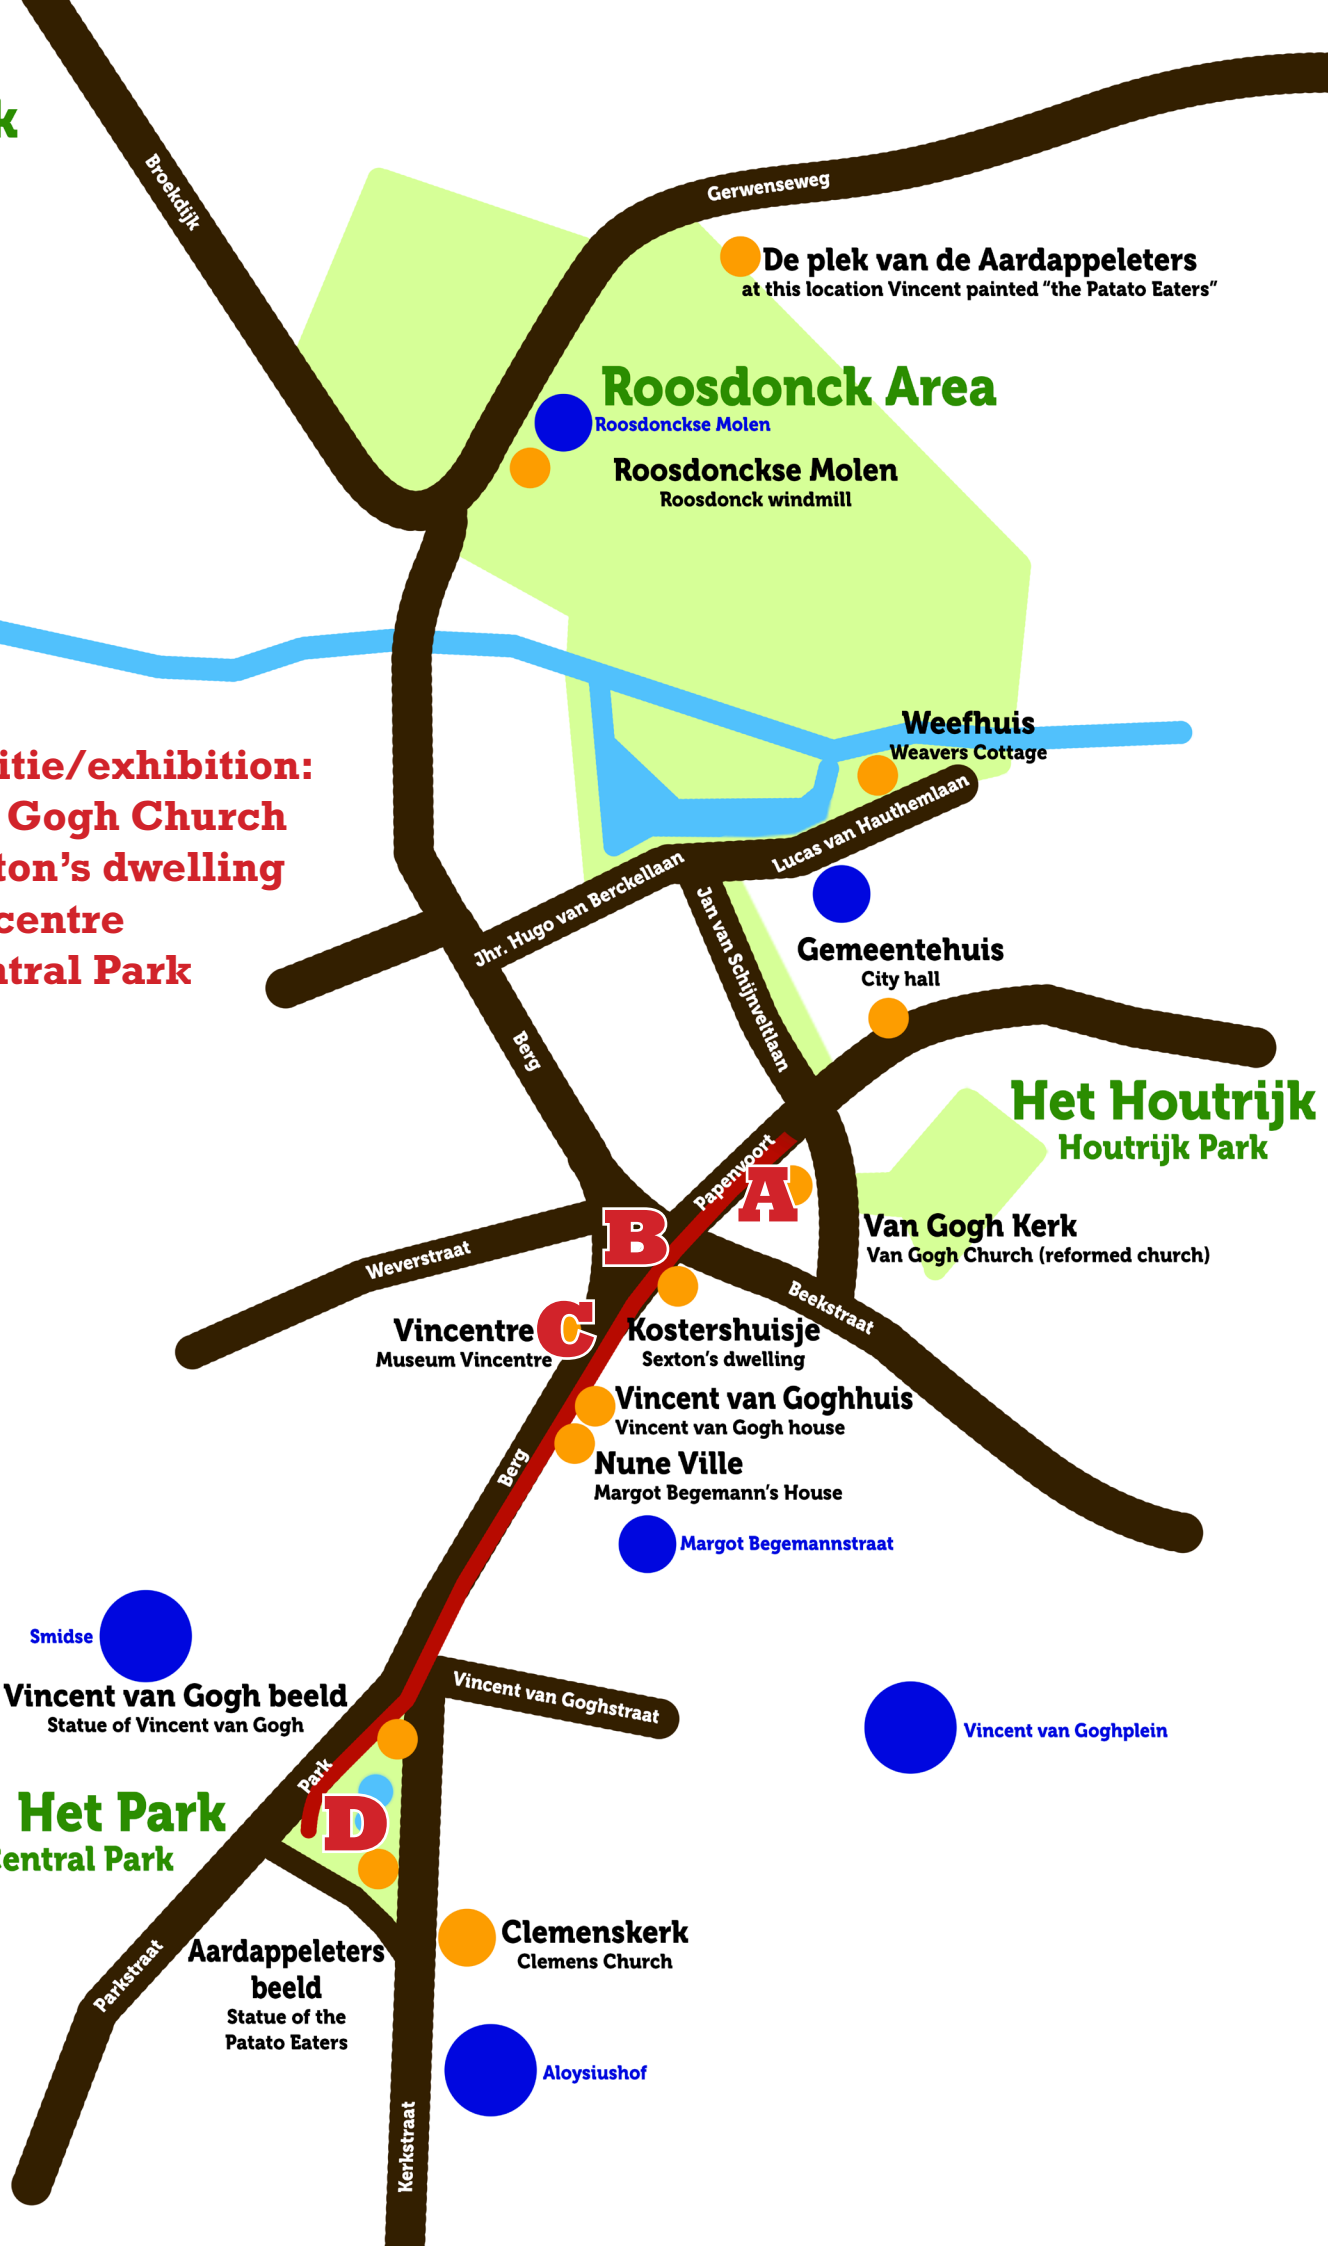 k
Broekdijk
Gerwenseweg
De plek van de Aardappeleters
at this location Vincent painted “the Patato Eaters”
Roosdonck Area
Roosdonckse Molen
Roosdonckse Molen
Roosdonck windmill
Weefhuis
Weavers Cottage
itie/exhibition:
Gogh Church
ton’s dwelling
centre
ntral Park
Lucas van Hauthemlaan
Jhr. Hugo van Berckellaan
Jan van Schijnveltlaan
Gemeentehuis
City hall
Berg
Het Houtrijk
Houtrijk Park
Papenvoort
A
B
Van Gogh Kerk
Van Gogh Church (reformed church)
Weverstraat
Beekstraat
Vincentre
Museum Vincentre
C
Kostershuisje
Sexton’s dwelling
Vincent van Goghhuis
Vincent van Gogh house
Berg
Nune Ville
Margot Begemann’s House
Margot Begemannstraat
Smidse
Vincent van Gogh beeld
Statue of Vincent van Gogh
Vincent van Goghstraat
Vincent van Goghplein
Park
Het Park
Central Park
D
Clemenskerk
Clemens Church
Aardappeleters
beeld
Statue of the
Patato Eaters
Parkstraat
Aloysiushof
Kerkstraat